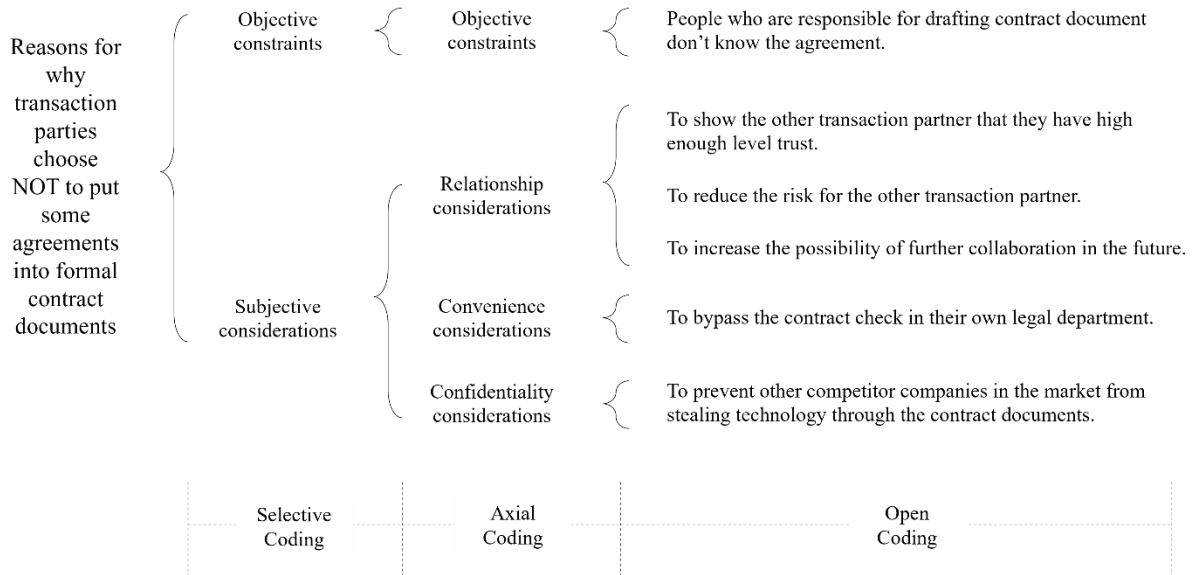 Reasons for
why
transaction
parties
choose
NOT to put
some
agreements
into formal
contract
documents
Objective
constraints
Objective
constraints
People who are responsible for drafting contract document
don’t know the agreement.
Subjective
considerations
Relationship
considerations
To show the other transaction partner that they have high
enough level trust.
To reduce the risk for the other transaction partner.
To increase the possibility of further collaboration in the future.
Convenience
considerations
To bypass the contract check in their own legal department.
Confidentiality
considerations
To prevent other competitor companies in the market from
stealing technology through the contract documents.
Selective
Coding
Axial
Coding
Open
Coding